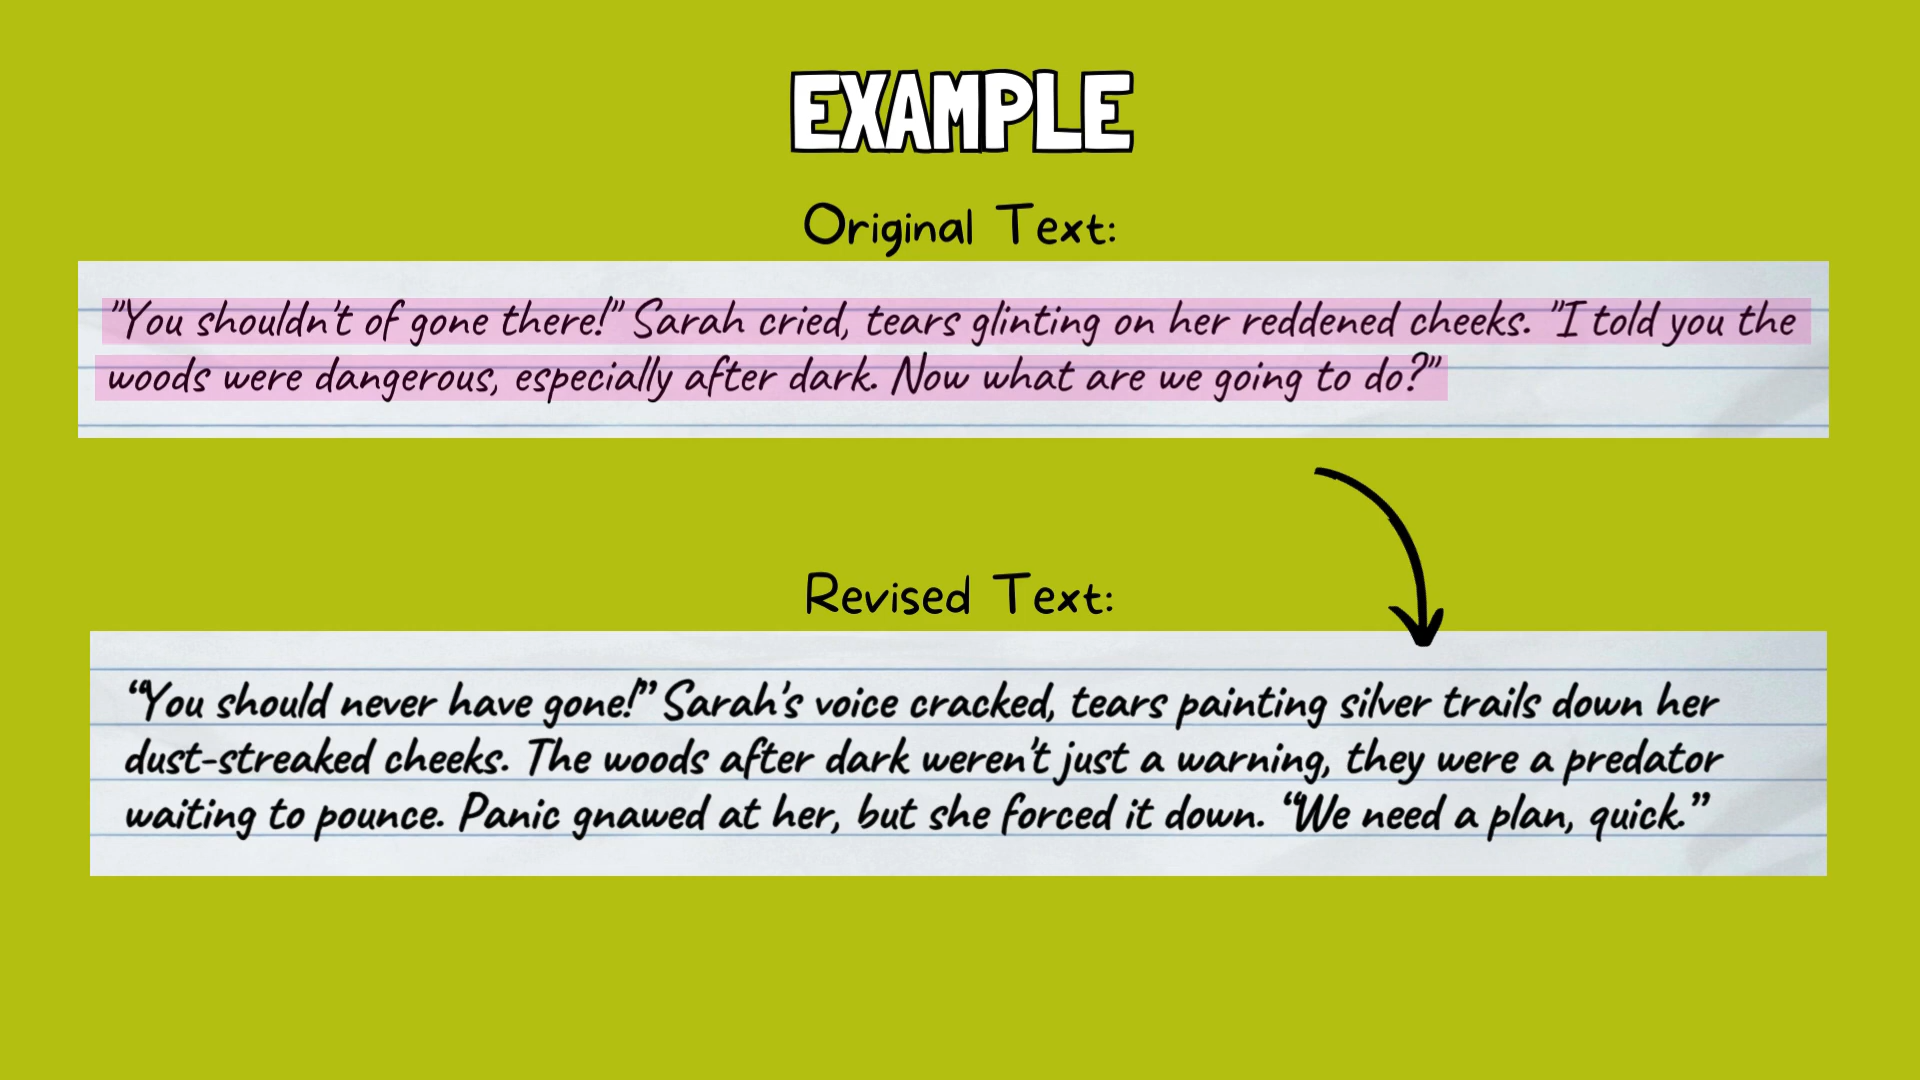 EXAMPLE
Original Text:
"You shouldn't of gone there!" Sarah cried, tears glinting on her reddened cheeks. "I told you the
woods were dangerous, especially after dark. Now what are we going to do?"
Revised Text:
“You should never have gone!” Sarah's voice cracked, tears painting silver trails down her
dust-streaked cheeks. The woods after dark weren't just a warning, they were a predator
waiting to pounce. Panic gnawed at her, but she forced it down. “We need a plan, quick.”